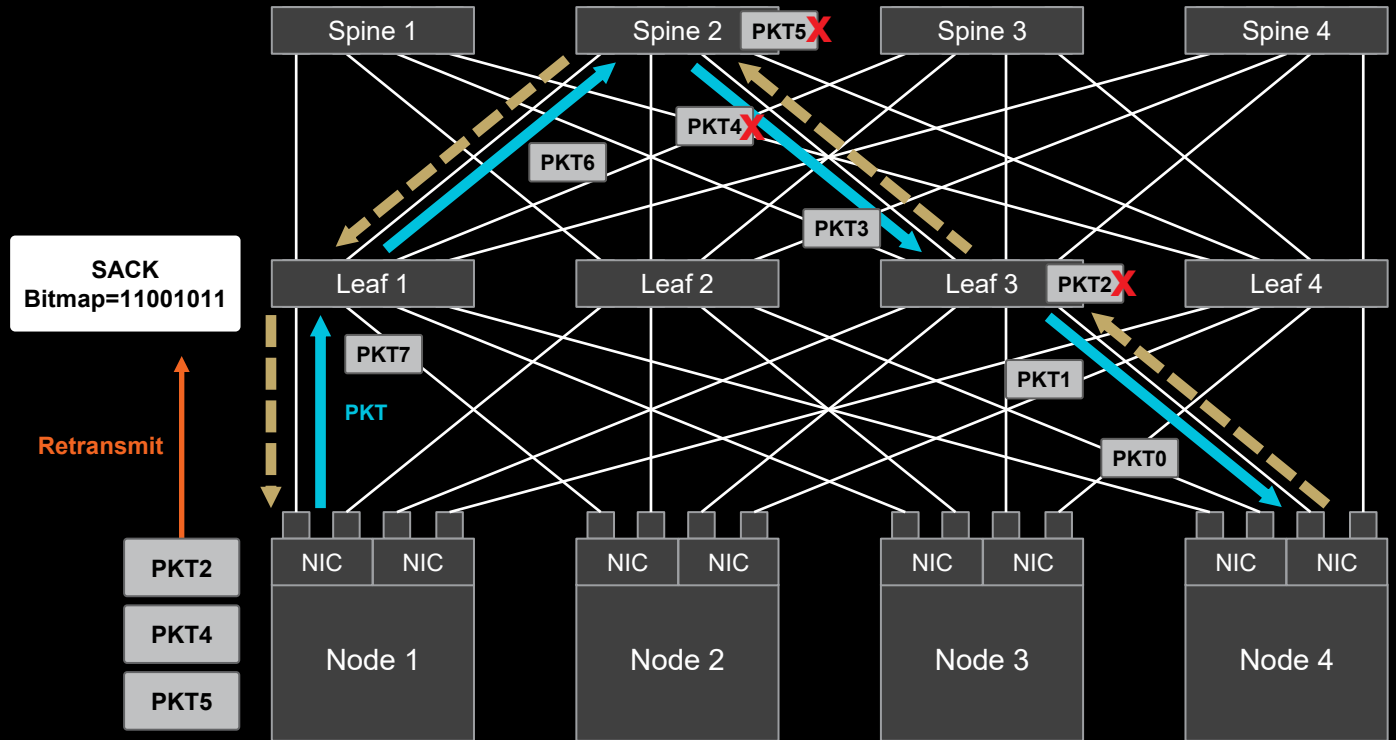 Spine 1
Spine 2
PKT5
X
Spine 3
Spine 4
PKT4
X
PKT6
PKT3
SACK
Bitmap=11001011
Leaf 1
Leaf 2
Leaf 3
PKT2
X
Leaf 4
PKT7
PKT1
PKT
Retransmit
PKT0
PKT2
PKT4
PKT5
NIC
NIC
NIC
NIC
NIC
NIC
NIC
NIC
Node 1
Node 2
Node 3
Node 4